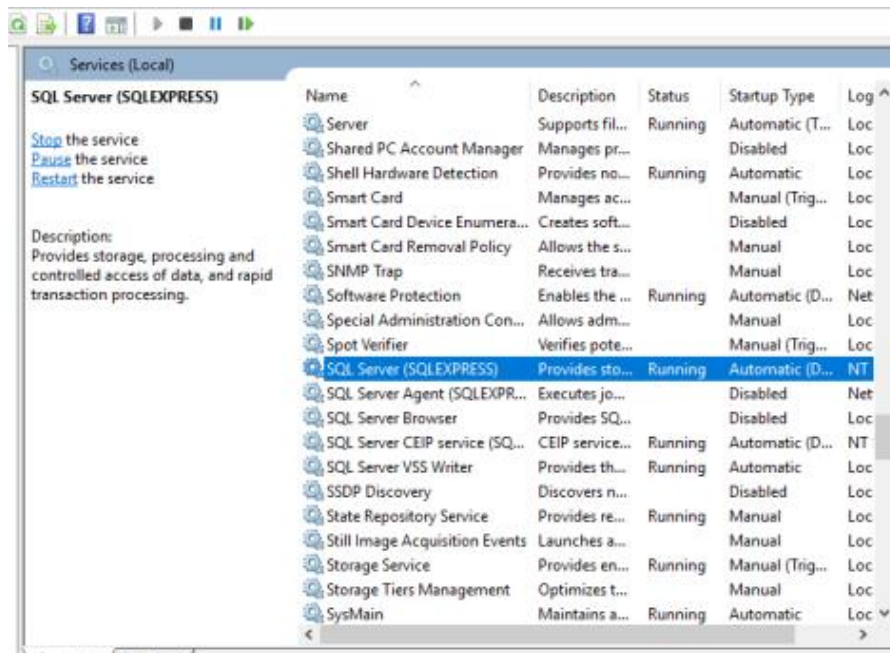 Services (Local)
SQL Server (SQLEXPRESS)
Stop the service
Pause the service
Restart the service
Description:
Provides storage, processing and
controlled access of data, and rapid
transaction processing.
Name Description Status Startup Type Log
Server Supports fil... Running Automatic (T... Loc
Shared PC Account Manager Manages pr... Disabled Loc
Shell Hardware Detection Provides no... Running Automatic Loc
Smart Card Manages ac... Manual (Trig... Loc
Smart Card Device Enumera... Creates soft... Disabled Loc
Smart Card Removal Policy Allows the s... Manual Loc
SNMP Trap Receives tra... Manual Loc
Software Protection Enables the ... Running Automatic (D... Net
Special Administration Con... Allows adm... Manual Loc
Spot Verifier Verifies pote... Manual (Trig... Loc
SQL Server (SQLEXPRESS) Provides sto... Running Automatic (D... NT
SQL Server Agent (SQLEXPR... Executes jo... Disabled Net
SQL Server Browser Provides SQ... Disabled Loc
SQL Server CEIP service (SQ... CEIP service... Running Automatic (D... NT
SQL Server VSS Writer Provides th... Running Automatic Loc
SSDP Discovery Discovers n... Disabled Loc
State Repository Service Provides re... Running Manual Loc
Still Image Acquisition Events Launches a... Manual Loc
Storage Service Provides en... Running Manual (Trig... Loc
Storage Tiers Management Optimizes t... Manual Loc
SysMain Maintains a... Running Automatic Loc